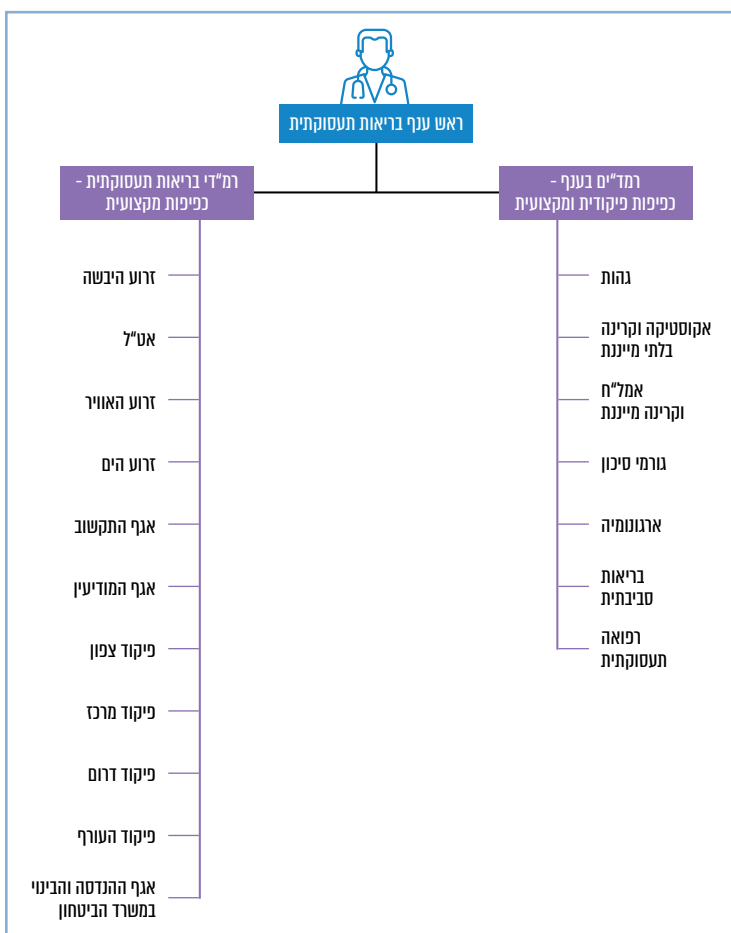 ראש ענף בריאות תעסוקתית
רמד"ים בענף -
כפיפות פיקודית ומקצועית
גהות
אקוסטיקה וקרינה
בלתי מייננת
אמל"ח
וקרינה מייננת
גורמי סיכון
ארגונומיה
בריאות
סביבתית
רפואה
תעסוקתית
רמ"די בריאות תעסוקתית -
כפיפות מקצועית
זרוע היבשה
אט"ל
זרוע האוויר
זרוע הים
אגף התקשוב
אגף המודיעין
פיקוד צפון
פיקוד מרכז
פיקוד דרום
פיקוד העורף
אגף ההנדסה והבינוי
במשרד הביטחון